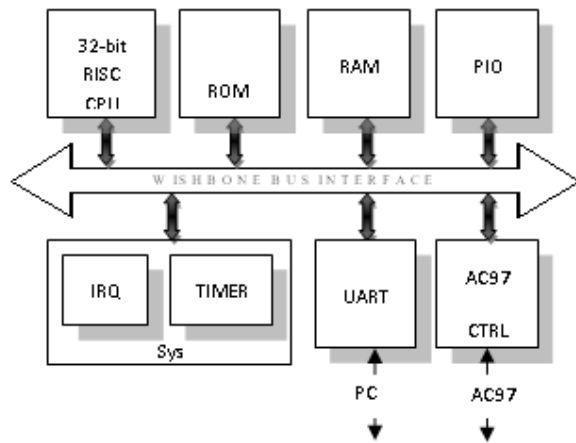 32-bit
RISC
CPU
ROM
RAM
PIO
WISHBONE BUS INTERFACE
IRQ
TIMER
Sys
UART
AC97
CTRL
PC
AC97